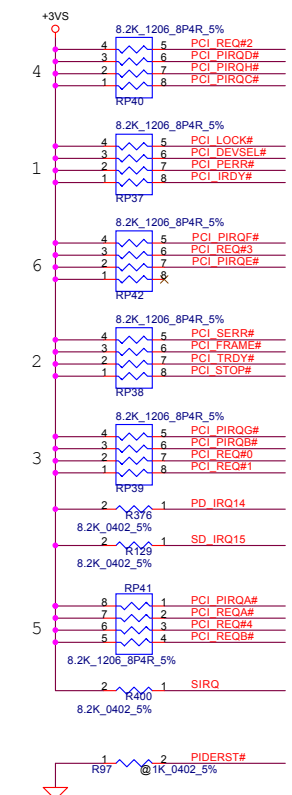 +3VS
8.2K_1206_8P4R_5%
4 5 PCI_REQ#2
3 6 PCI_PIRQD#
4 2 7 PCI_PIRQH#
1 8 PCI_PIRQC#
RP40
8.2K_1206_8P4R_5%
4 5 PCI_LOCK#
3 6 PCI_DEVSEL#
1 2 7 PCI_PERR#
1 8 PCI_IRDY#
RP37
8.2K_1206_8P4R_5%
4 5 PCI_PIRQF#
3 6 PCI_REQ#3
6 2 7 PCI_PIRQE#
1 8
RP42
8.2K_1206_8P4R_5%
4 5 PCI_SERR#
3 6 PCI_FRAME#
2 2 7 PCI_TRDY#
1 8 PCI_STOP#
RP38
8.2K_1206_8P4R_5%
4 5 PCI_PIRQG#
3 6 PCI_PIRQB#
3 2 7 PCI_REQ#0
1 8 PCI_REQ#1
RP39
2 1 PD_IRQ14
R376
8.2K_0402_5%
2 1 SD_IRQ15
R129
8.2K_0402_5%
RP41
8 1 PCI_PIRQA#
7 2 PCI_REQA#
5 6 3 PCI_REQ#4
5 4 PCI_REQB#
8.2K_1206_8P4R_5%
2 1 SIRQ
R400
8.2K_0402_5%
1 2 PIDERST#
R97 @1K_0402_5%